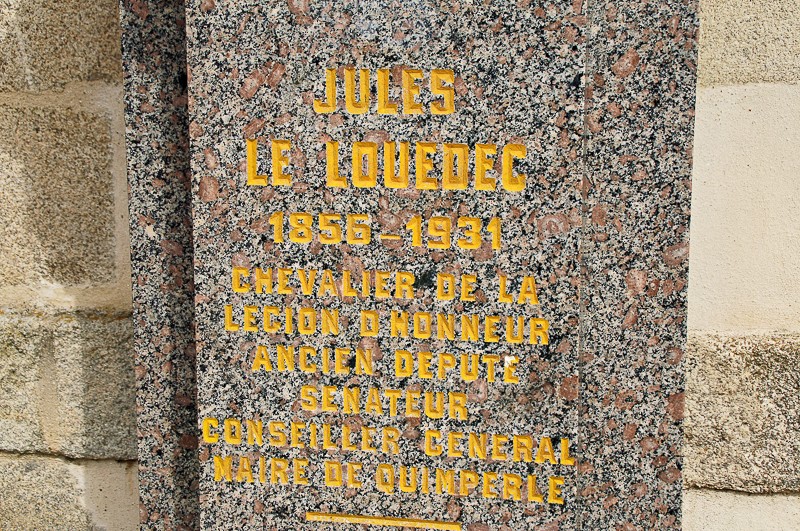 JULES
LE LOUEDEC
1856-1931
CHEVALIER DE LA
LEGION D'HONNEUR
ANCIEN DEPUTE
SENATEUR
CONSEILLER GENERAL
MAIRE DE QUIMPERLE